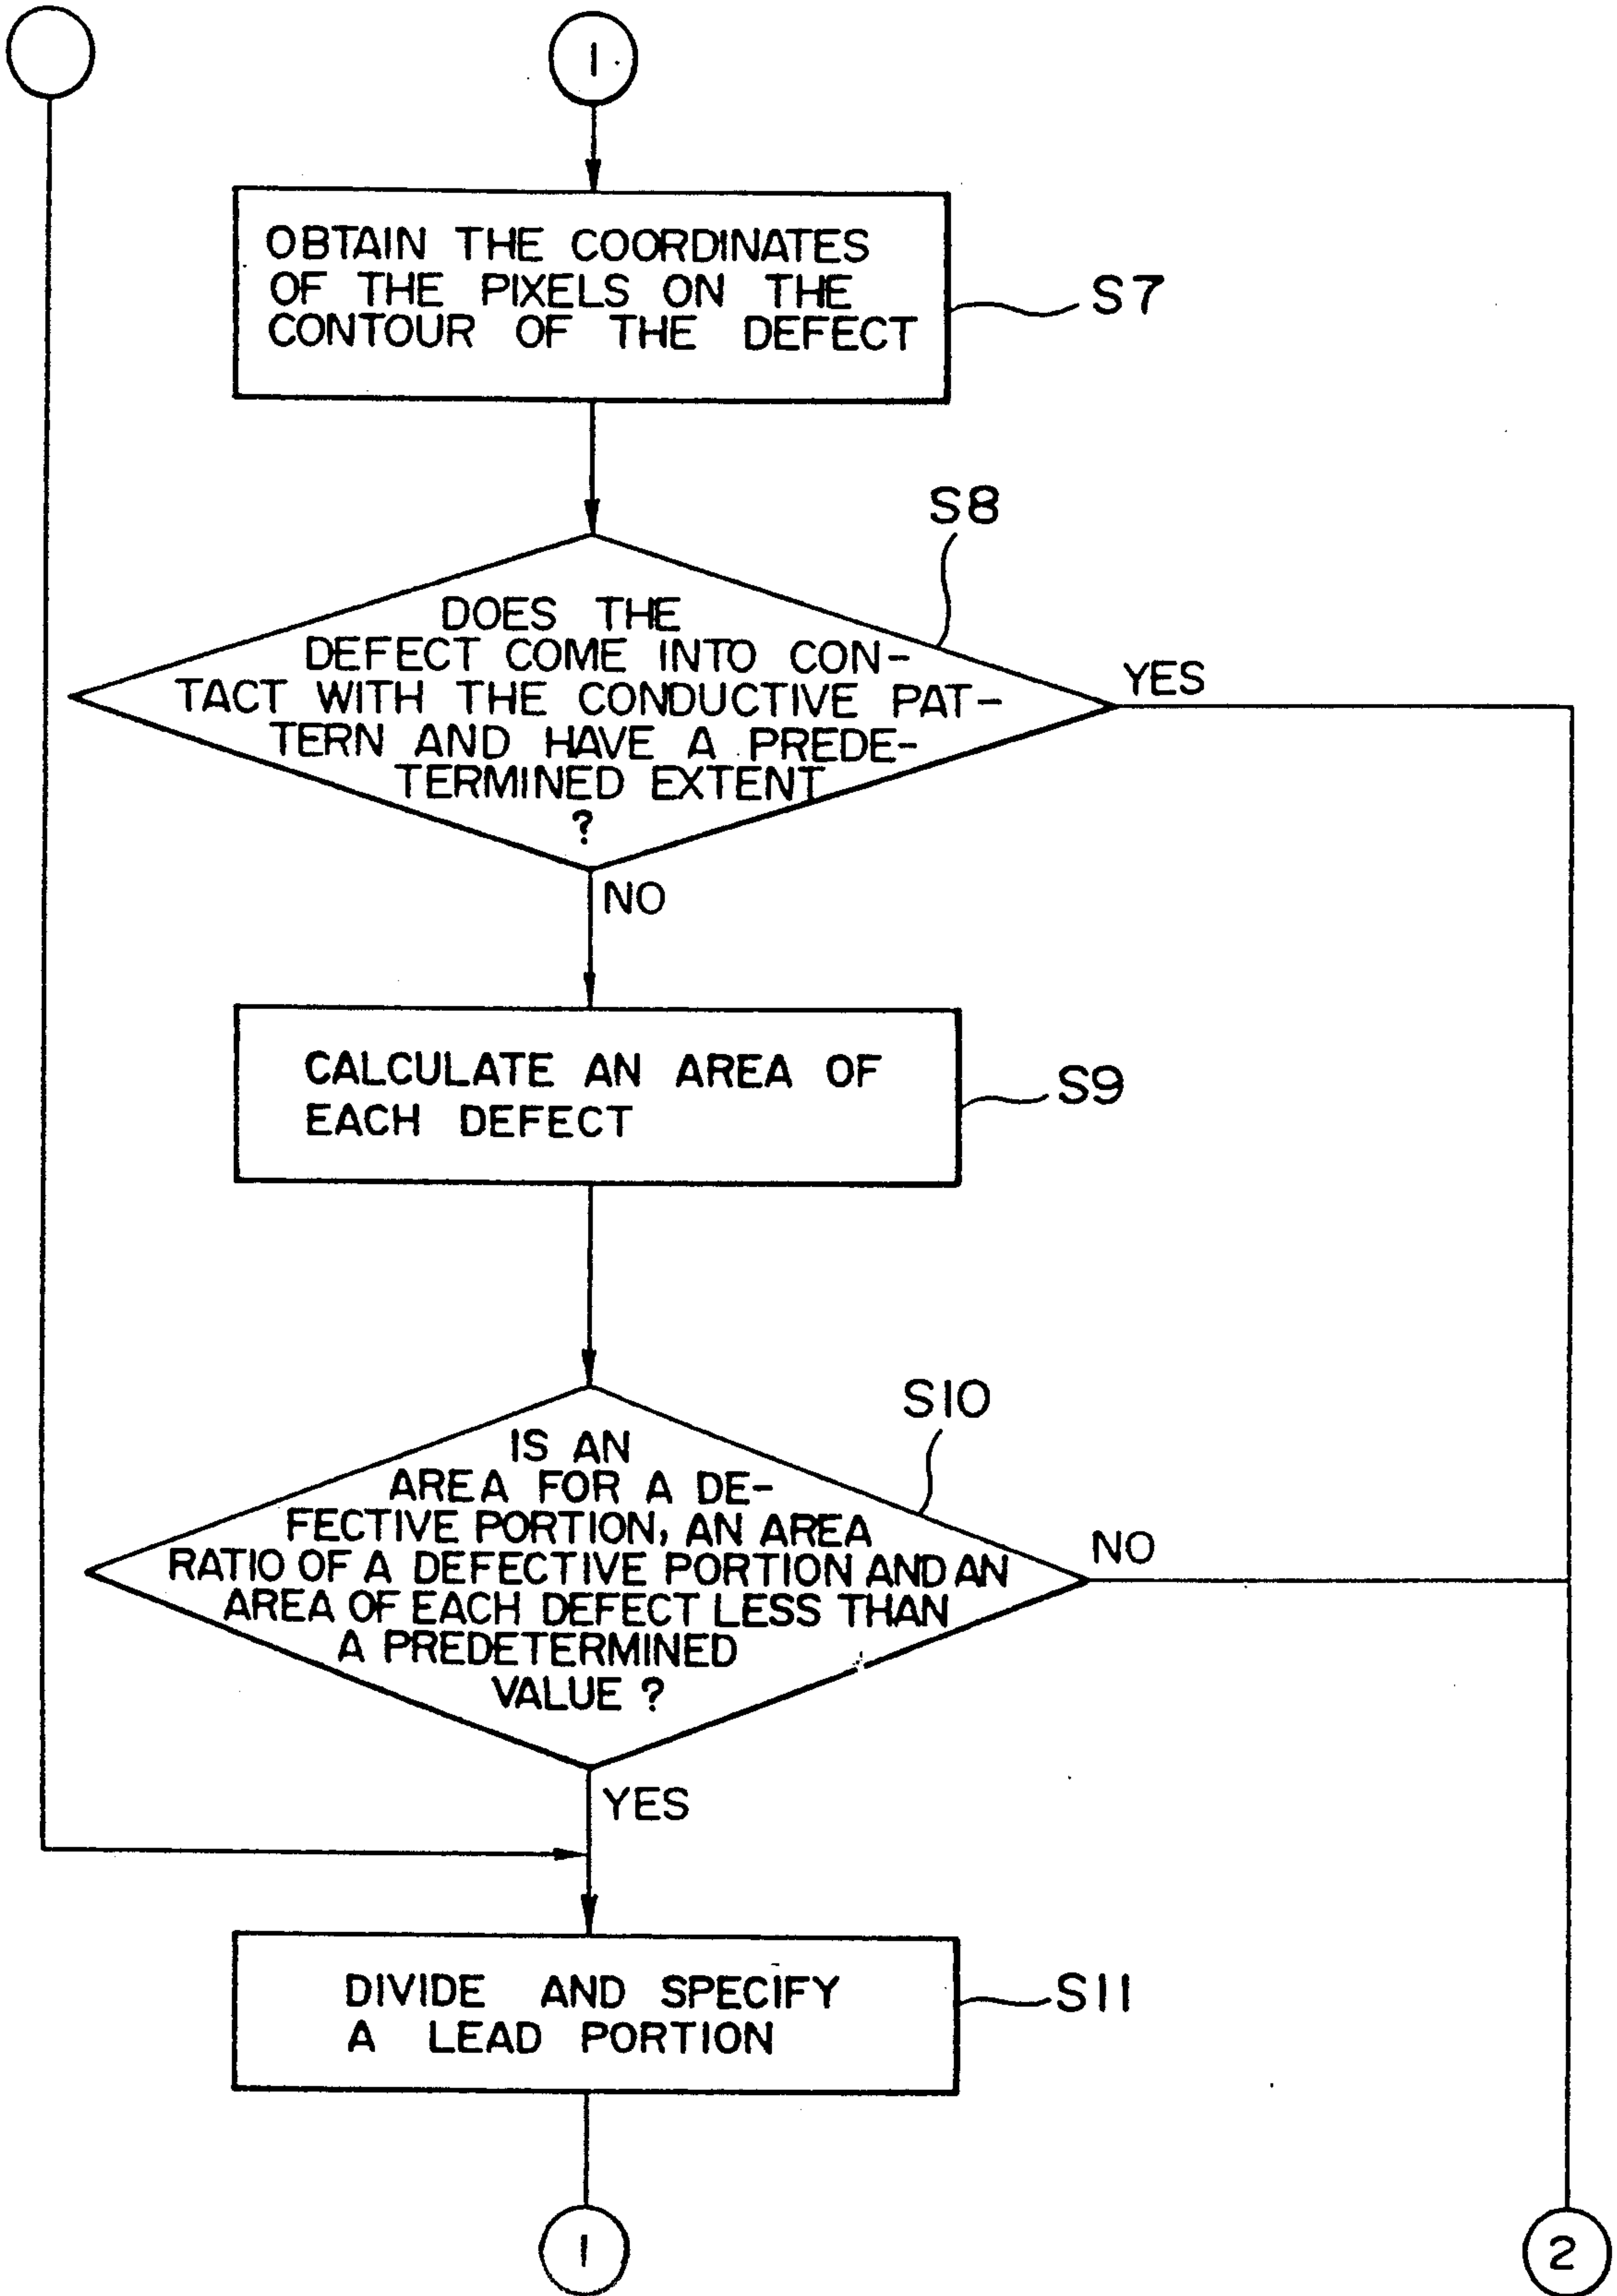 1
OBTAIN THE COORDINATES
OF THE PIXELS ON THE
CONTOUR OF THE DEFECT
S7
S8
DOES THE
DEFECT COME INTO CON-
TACT WITH THE CONDUCTIVE PAT-
TERN AND HAVE A PREDE-
TERMINED EXTENT
?
YES
NO
CALCULATE AN AREA OF
EACH DEFECT
S9
S10
IS AN
AREA FOR A DE-
FECTIVE PORTION, AN AREA
RATIO OF A DEFECTIVE PORTION AND AN
AREA OF EACH DEFECT LESS THAN
A PREDETERMINED
VALUE ?
NO
YES
DIVIDE AND SPECIFY
A LEAD PORTION
S11
1
2